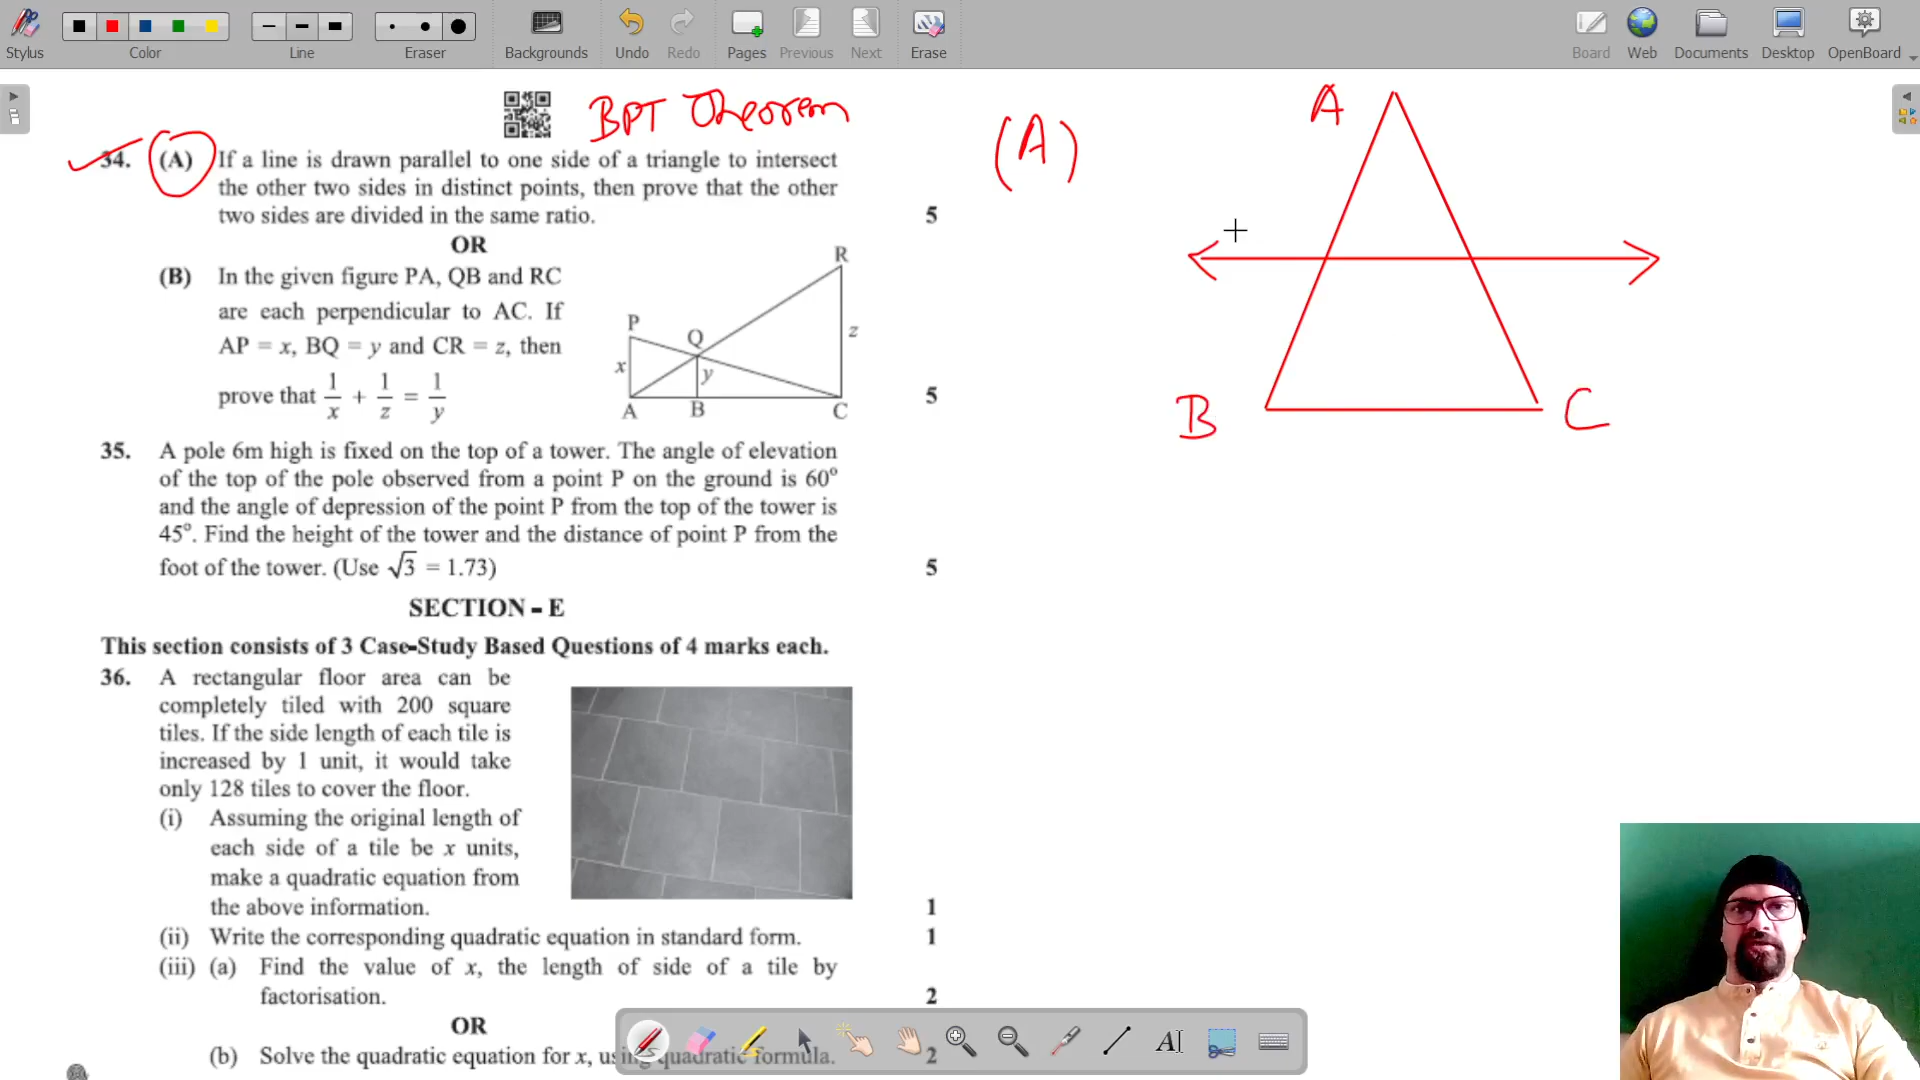 Stylus Color Line Eraser Backgrounds Undo Redo Pages Previous Next Erase Board Web Documents Desktop OpenBoard
BPT Theorem
34. (A) If a line is drawn parallel to one side of a triangle to intersect
the other two sides in distinct points, then prove that the other
two sides are divided in the same ratio. 5
OR
(B) In the given figure PA, QB and RC
are each perpendicular to AC. If
AP = x, BQ = y and CR = z, then
prove that 1/x + 1/z = 1/y 5
R
P
Q
z
x
y
A B C
35. A pole 6m high is fixed on the top of a tower. The angle of elevation
of the top of the pole observed from a point P on the ground is 60°
and the angle of depression of the point P from the top of the tower is
45°. Find the height of the tower and the distance of point P from the
foot of the tower. (Use √3 = 1.73) 5
SECTION - E
This section consists of 3 Case-Study Based Questions of 4 marks each.
36. A rectangular floor area can be
completely tiled with 200 square
tiles. If the side length of each tile is
increased by 1 unit, it would take
only 128 tiles to cover the floor.
(i) Assuming the original length of
each side of a tile be x units,
make a quadratic equation from
the above information. 1
(ii) Write the corresponding quadratic equation in standard form. 1
(iii) (a) Find the value of x, the length of side of a tile by
factorisation. 2
OR
(b) Solve the quadratic equation for x, using quadratic formula. 2
(A)
A
B C